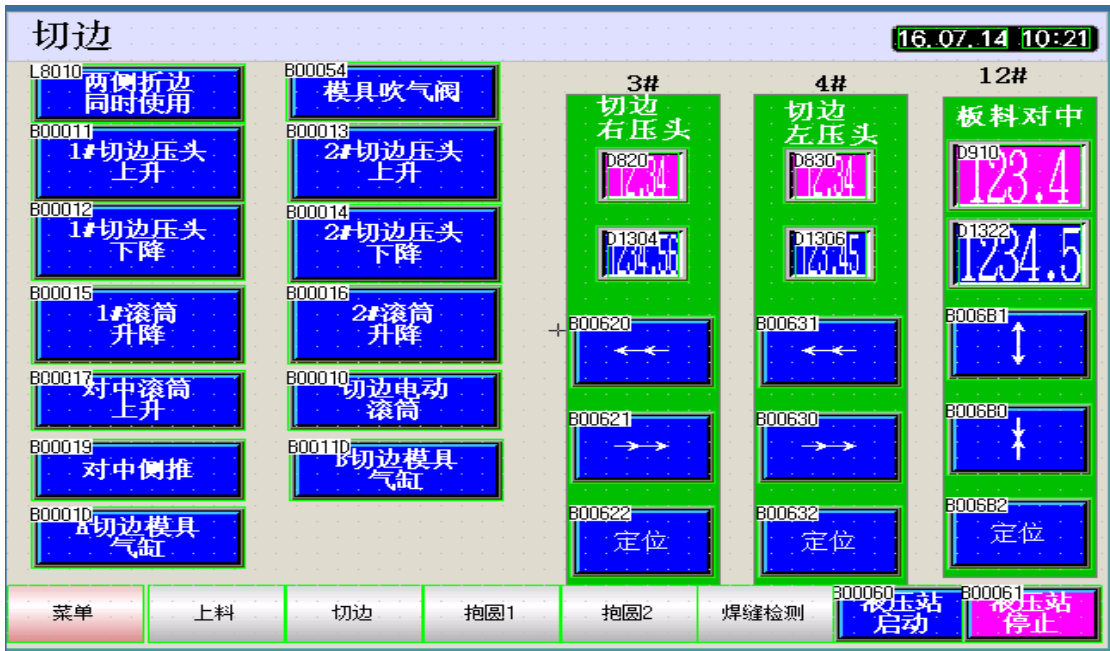 切边
16.07.14 10:21
L8010
两侧折边
同时使用
B00054
模具吹气阀
B00011
1#切边压头
上升
B00013
2#切边压头
上升
B00012
1#切边压头
下降
B00014
2#切边压头
下降
B00015
1#滚筒
升降
B00016
2#滚筒
升降
B00017
对中滚筒
上升
B00010
切边电动
滚筒
B00019
对中侧推
B0011D
B切边模具
气缸
B0001D
A切边模具
气缸
3#
切边
右压头
D820
12.34
D1304
1234.56
B00620
B00621
B00622
定位
4#
切边
左压头
D830
12.34
D1306
123.45
B00631
B00630
B00632
定位
12#
板料对中
D910
123.4
D1322
1234.5
B006B1
B006B0
B006B2
定位
菜单
上料
切边
抱圆1
抱圆2
焊缝检测
B00060
液压站
启动
B00061
液压站
停止